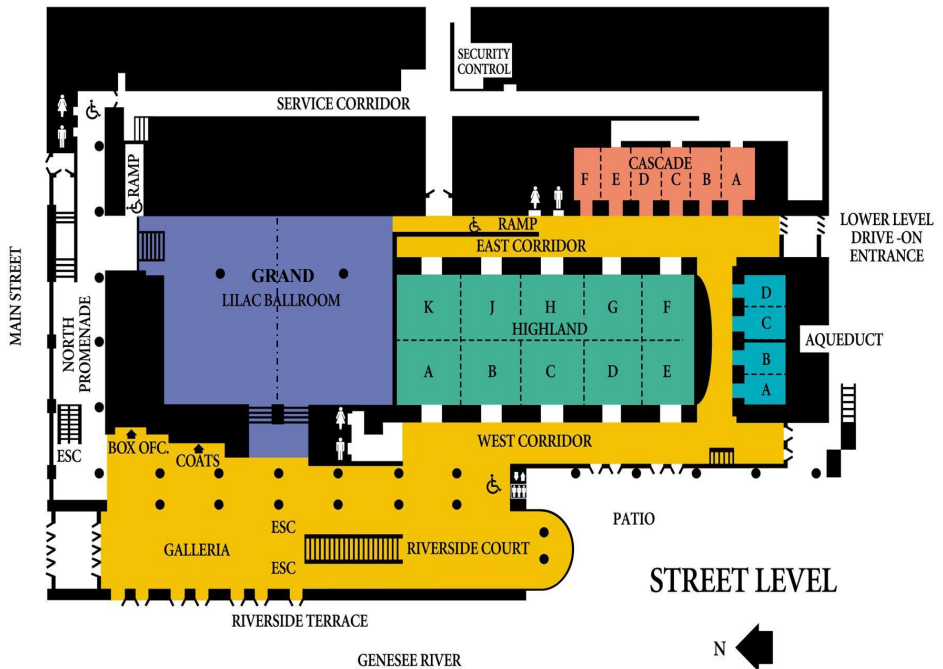 SECURITY
CONTROL
SERVICE CORRIDOR
CASCADE
F E D C B A
RAMP
RAMP
EAST CORRIDOR
LOWER LEVEL
DRIVE -ON
ENTRANCE
GRAND
LILAC BALLROOM
MAIN STREET
NORTH
PROMENADE
K J H G F
HIGHLAND
A B C D E
D
C
B
A
AQUEDUCT
WEST CORRIDOR
BOX OFC.
COATS
ESC
PATIO
ESC
GALLERIA
RIVERSIDE COURT
ESC
STREET LEVEL
RIVERSIDE TERRACE
N
GENESEE RIVER